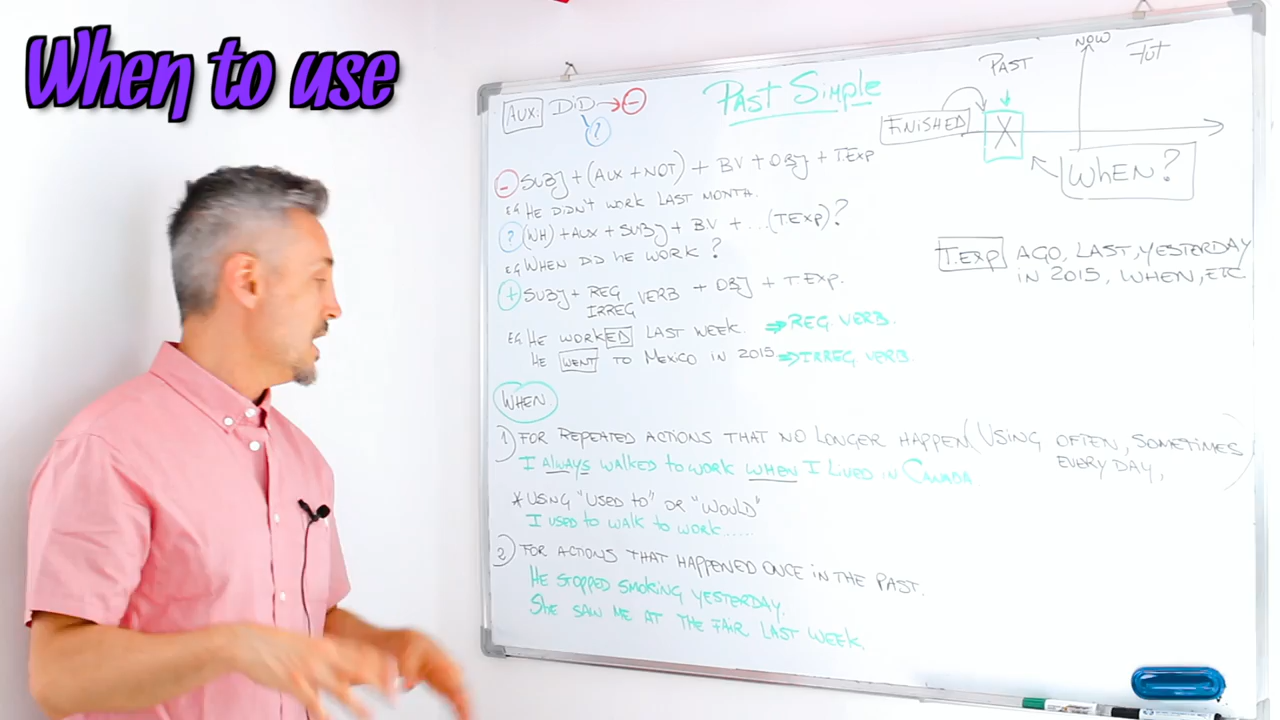 When to use
AUX: DID → -
?
PAST SIMPLE
PAST
NOW
FUT
FINISHED
X
WHEN?
- SUBJ + (AUX + NOT) + BV + OBJ + T.EXP
EG HE DIDN'T WORK LAST MONTH.
? (WH) + AUX + SUBJ + BV + ... (T.EXP)?
EG WHEN DID HE WORK?
+ SUBJ + REG VERB + OBJ + T.EXP.
IRREG
EG. HE WORKED LAST WEEK. ⇒ REG. VERB.
HE WENT TO MEXICO IN 2015 ⇒ IRREG VERB.
T.EXP AGO, LAST, YESTERDAY
IN 2015, WHEN, ETC
WHEN
1) FOR REPEATED ACTIONS THAT NO LONGER HAPPEN (USING OFTEN, SOMETIMES
EVERY DAY, )
I ALWAYS WALKED TO WORK WHEN I LIVED IN CANADA
* USING "USED TO" OR "WOULD"
I USED TO WALK TO WORK.....
2) FOR ACTIONS THAT HAPPENED ONCE IN THE PAST.
HE STOPPED SMOKING YESTERDAY.
SHE SAW ME AT THE FAIR LAST WEEK.